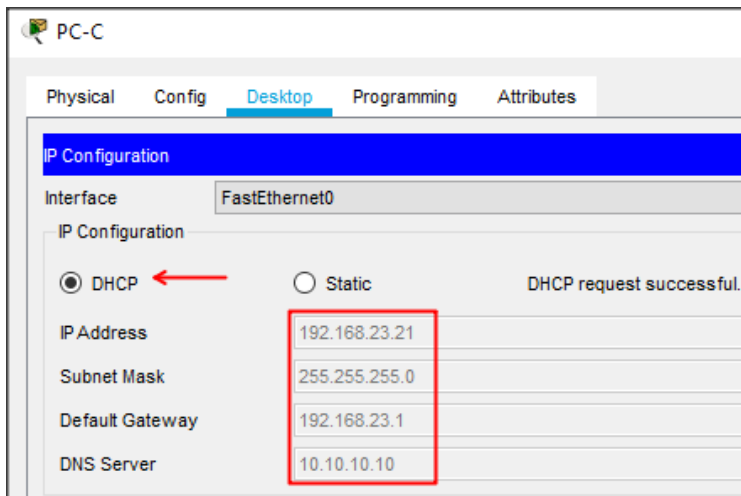 PC-C
Physical Config Desktop Programming Attributes
IP Configuration
Interface FastEthernet0
IP Configuration
DHCP Static DHCP request successful.
IP Address 192.168.23.21
Subnet Mask 255.255.255.0
Default Gateway 192.168.23.1
DNS Server 10.10.10.10